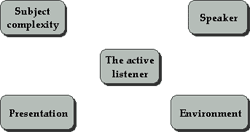 Subject
complexity
Speaker
The active
listener
Presentation
Environment